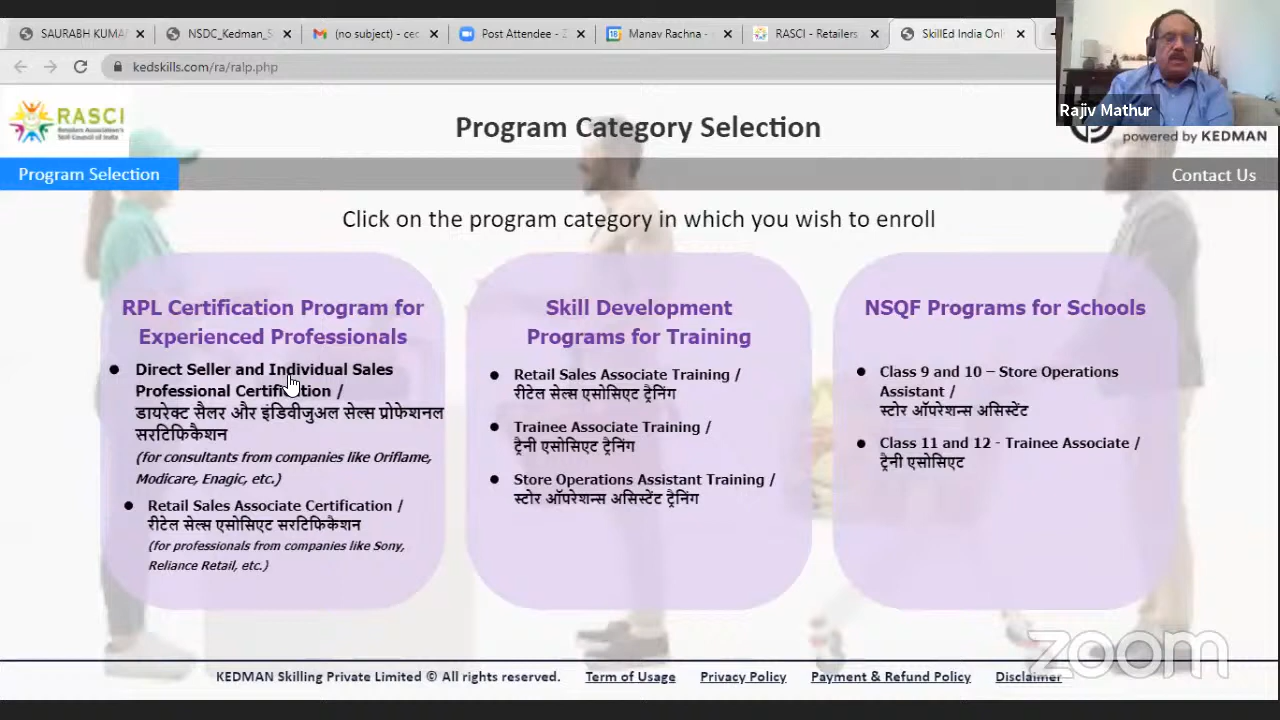 SAURABH KUMA
NSDC_Kedman_S
(no subject) - cec
Post Attendee - Z
Manav Rachna -
RASCI - Retailers
SkillEd India Onl
kedskills.com/ra/ralp.php
Rajiv Mathur
RASCI
Retailers Association's
Skill Council of India
Program Category Selection
powered by KEDMAN
Program Selection
Contact Us
Click on the program category in which you wish to enroll
RPL Certification Program for
Experienced Professionals
● Direct Seller and Individual Sales
Professional Certification /
डायरेक्ट सैलर और इंडिवीजुअल सेल्स प्रोफेशनल
सरटिफिकैशन
(for consultants from companies like Oriflame,
Modicare, Enagic, etc.)
● Retail Sales Associate Certification /
रीटेल सेल्स एसोसिएट सरटिफिकैशन
(for professionals from companies like Sony,
Reliance Retail, etc.)
Skill Development
Programs for Training
● Retail Sales Associate Training /
रीटेल सेल्स एसोसिएट ट्रैनिंग
● Trainee Associate Training /
ट्रैनी एसोसिएट ट्रैनिंग
● Store Operations Assistant Training /
स्टोर ऑपरेशन्स असिस्टेंट ट्रैनिंग
NSQF Programs for Schools
● Class 9 and 10 – Store Operations
Assistant /
स्टोर ऑपरेशन्स असिस्टेंट
● Class 11 and 12 - Trainee Associate /
ट्रैनी एसोसिएट
zoom
KEDMAN Skilling Private Limited © All rights reserved.
Term of Usage
Privacy Policy
Payment & Refund Policy
Disclaimer